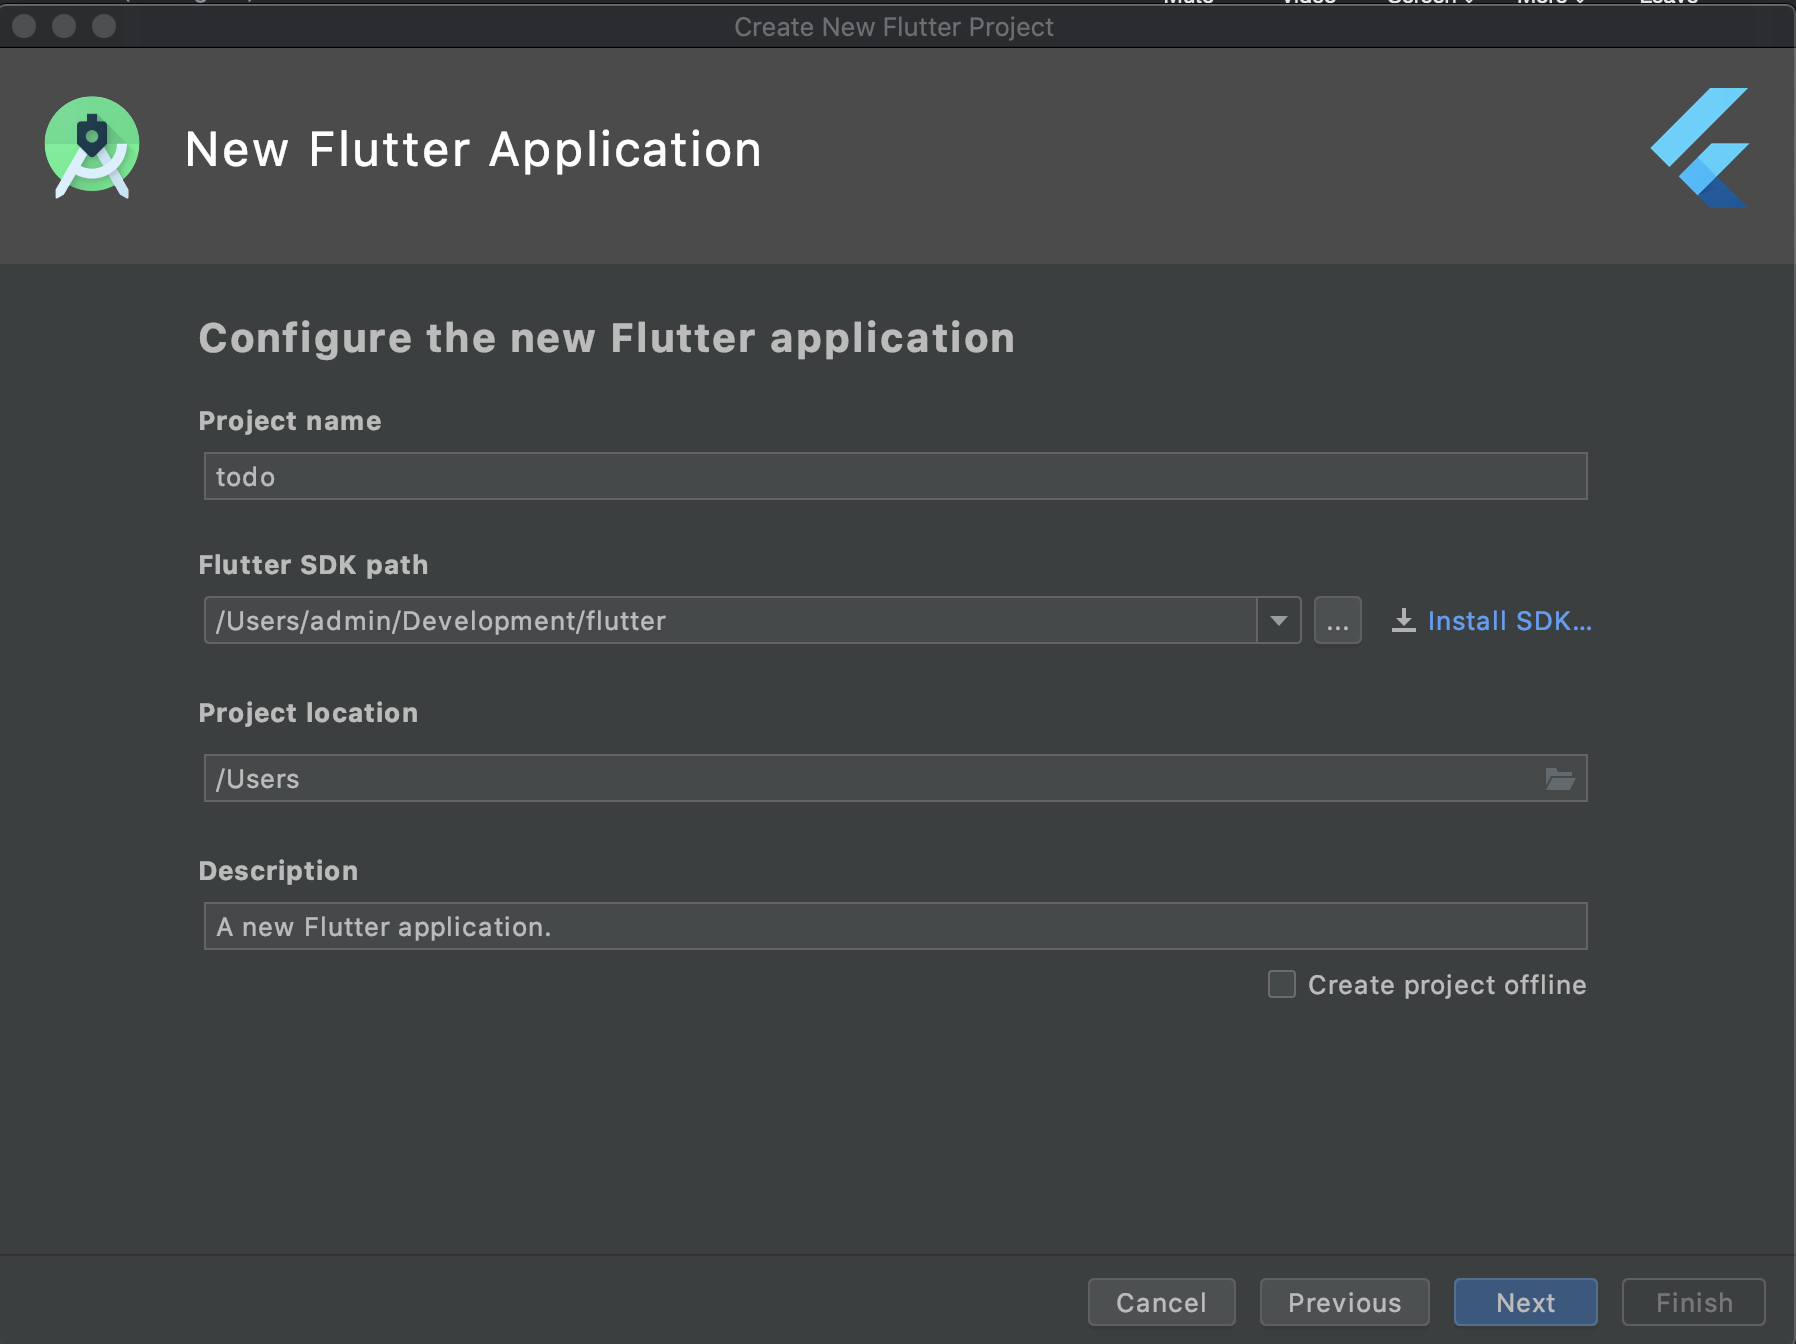 Create New Flutter Project
New Flutter Application
Configure the new Flutter application
Project name
todo
Flutter SDK path
/Users/admin/Development/flutter
...
Install SDK...
Project location
/Users
Description
A new Flutter application.
Create project offline
Cancel
Previous
Next
Finish